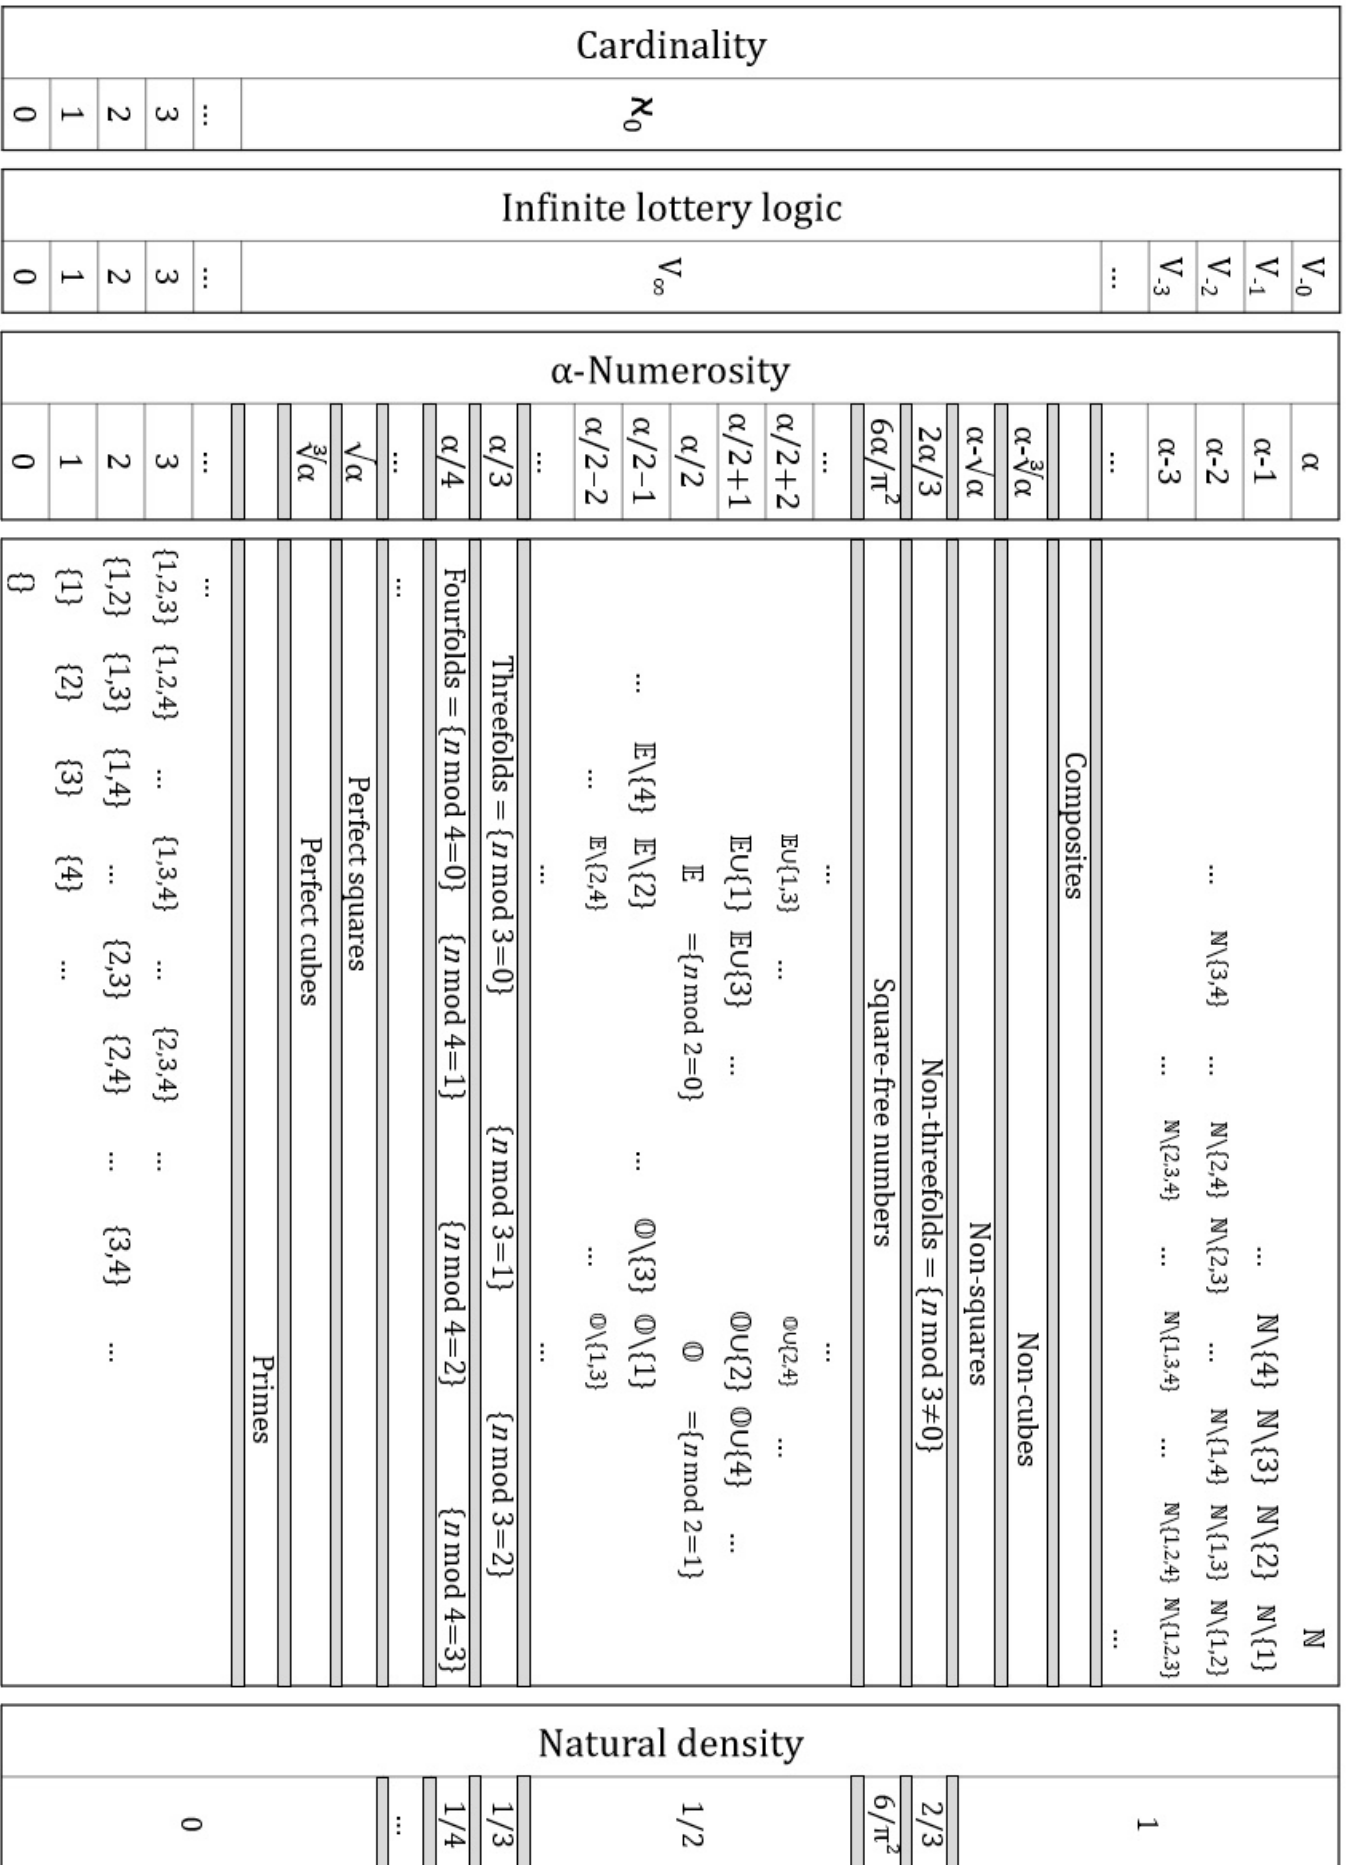 Cardinality
ℵ₀
...
3
2
1
0
Infinite lottery logic
V₋₀
V₋₁
V₋₂
V₋₃
...
V∞
...
3
2
1
0
α-Numerosity
α
α-1
α-2
α-3
...
α-∛α
α-√α
2α/3
6α/π²
...
α/2+2
α/2+1
α/2
α/2−1
α/2−2
...
α/3
α/4
...
√α
∛α
...
3
2
1
0
ℕ
... ℕ\{4} ℕ\{3} ℕ\{2} ℕ\{1}
... ℕ\{3,4} ... ℕ\{2,4} ℕ\{2,3} ... ℕ\{1,4} ℕ\{1,3} ℕ\{1,2}
... ℕ\{2,3,4} ... ℕ\{1,3,4} ... ℕ\{1,2,4} ℕ\{1,2,3}
...
Composites
Non-cubes
Non-squares
Non-threefolds = {n mod 3≠0}
Square-free numbers
... ...
𝔼∪{1,3} ... 𝕆∪{2,4} ...
𝔼∪{1} 𝔼∪{3} ... 𝕆∪{2} 𝕆∪{4} ...
𝔼 ={n mod 2=0} 𝕆 ={n mod 2=1}
... 𝔼\{4} 𝔼\{2} ... 𝕆\{3} 𝕆\{1}
... 𝔼\{2,4} ... 𝕆\{1,3}
... ...
Threefolds = {n mod 3=0} {n mod 3=1} {n mod 3=2}
Fourfolds = {n mod 4=0} {n mod 4=1} {n mod 4=2} {n mod 4=3}
...
Perfect squares
Perfect cubes
Primes
...
{1,2,3} {1,2,4} ... {1,3,4} ... {2,3,4} ...
{1,2} {1,3} {1,4} ... {2,3} {2,4} ... {3,4} ...
{1} {2} {3} {4} ...
{}
Natural density
1
2/3
6/π²
1/2
1/3
1/4
...
0